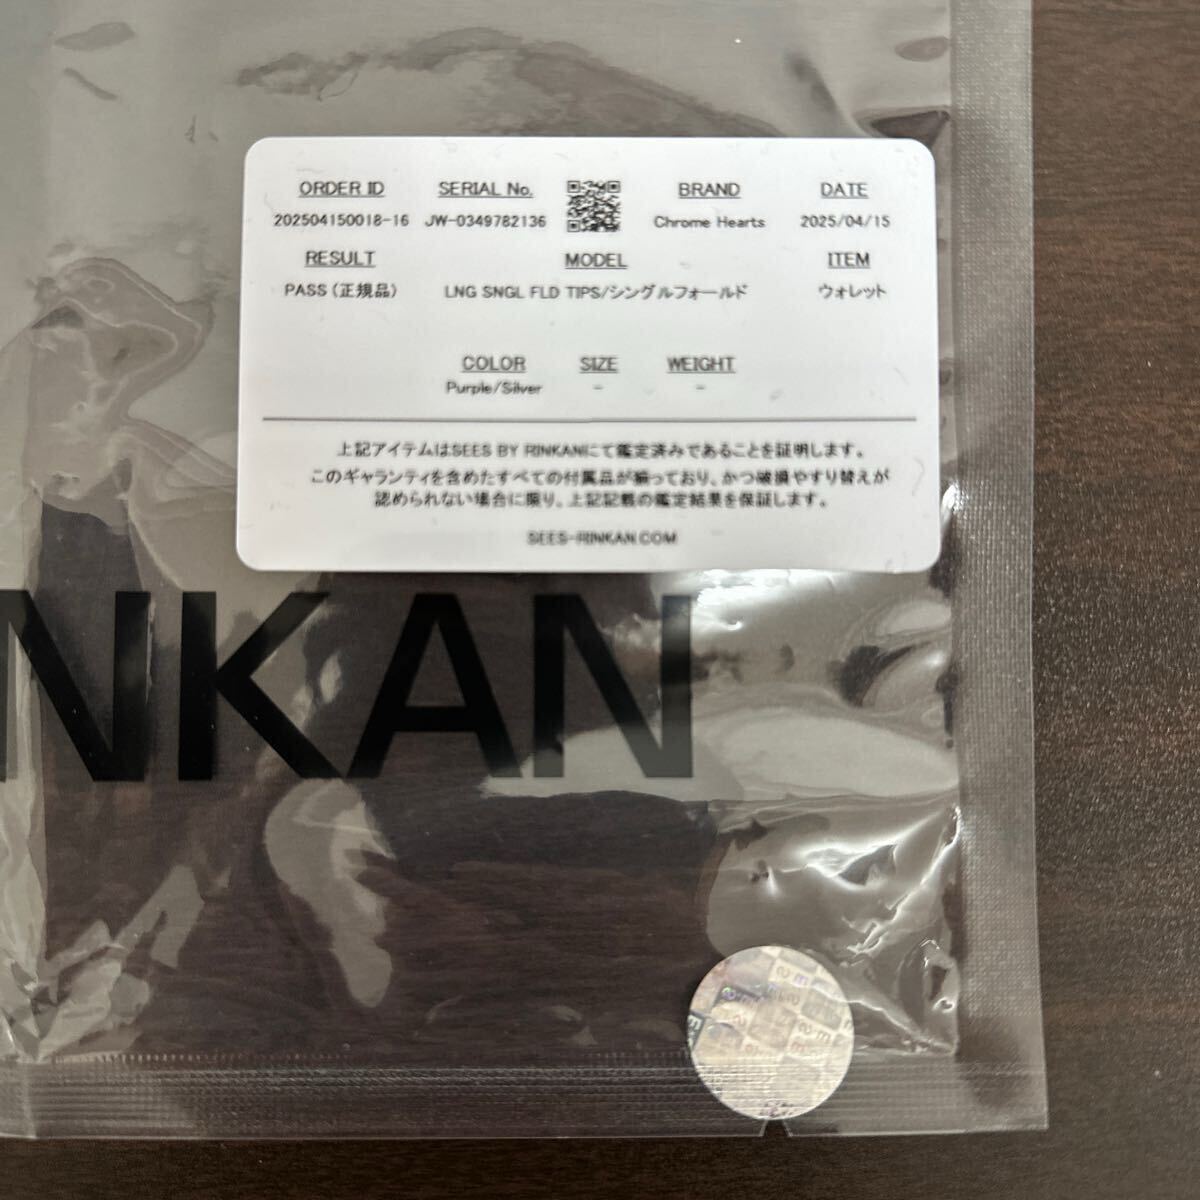 ORDER ID SERIAL No. BRAND DATE
202504150018-16 JW-0349782136 Chrome Hearts 2025/04/15
RESULT MODEL ITEM
PASS (正規品) LNG SNGL FLD TIPS/シングルフォールド ウォレット
COLOR SIZE WEIGHT
Purple/Silver - -
上記アイテムはSEES BY RINKANにて鑑定済みであることを証明します。
このギャランティを含めたすべての付属品が揃っており、かつ破損やすり替えが
認められない場合に限り、上記記載の鑑定結果を保証します。
SEES-RINKAN.COM
NKAN